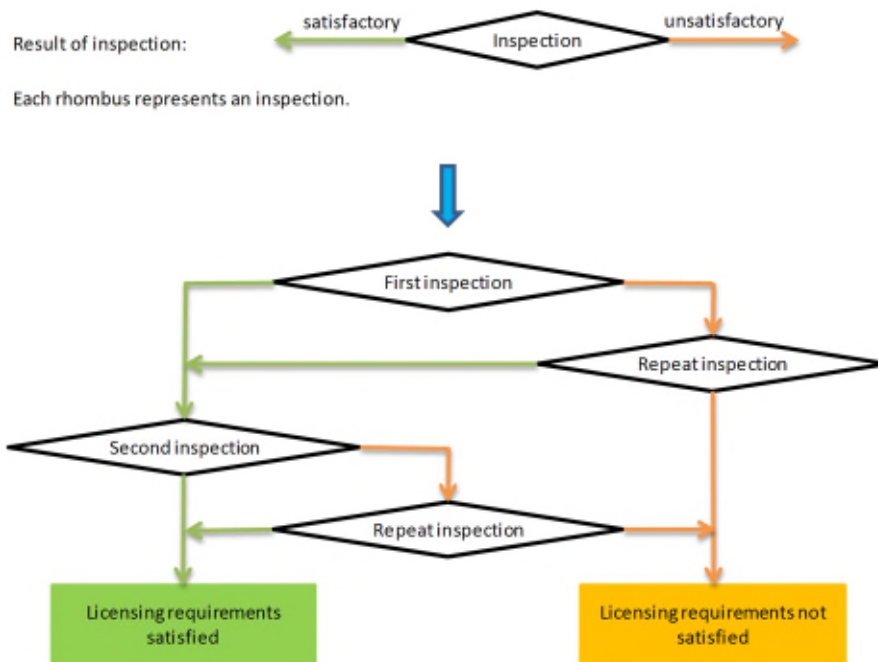 satisfactory
unsatisfactory
Result of inspection:
Inspection
Each rhombus represents an inspection.
First inspection
Repeat inspection
Second inspection
Repeat inspection
Licensing requirements
satisfied
Licensing requirements not
satisfied